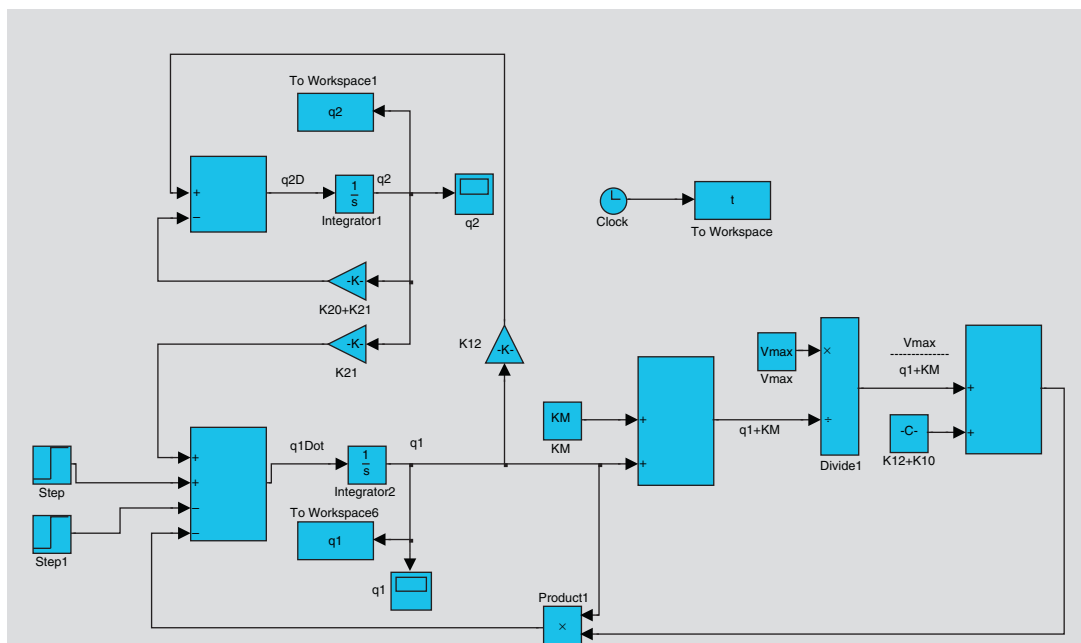 To Workspace1
q2
+
−
q2D
1
s
Integrator1
q2
q2
Clock
t
To Workspace
-K-
K20+K21
-K-
K21
K12
-K-
Vmax
Vmax
×
÷
Divide1
Vmax
--------
q1+KM
+
+
-C-
K12+K10
KM
KM
+
+
q1+KM
Step
Step1
+
+
−
−
q1Dot
1
s
Integrator2
q1
To Workspace6
q1
q1
Product1
×